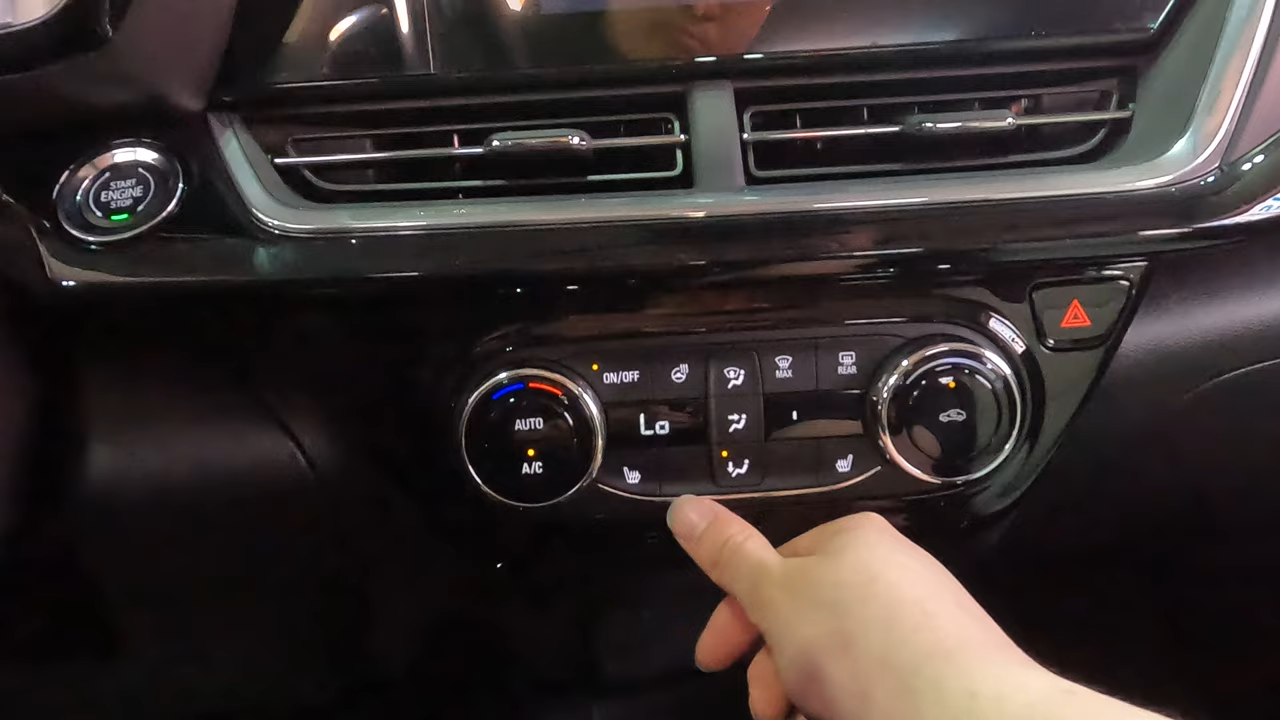 START
ENGINE
STOP
ON/OFF
MAX
REAR
AUTO
Lo
A/C